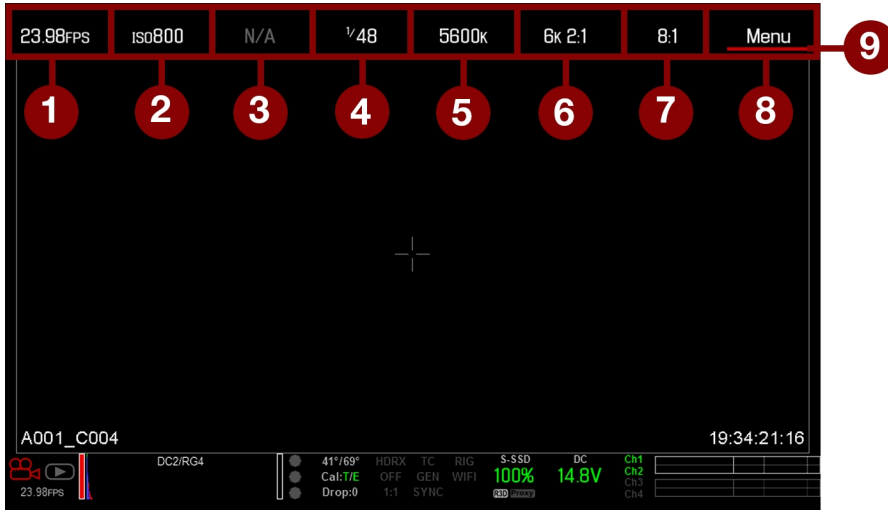 23.98FPS ISO800 N/A 1/48 5600K 6K 2:1 8:1 Menu
9
1 2 3 4 5 6 7 8
A001_C004 19:34:21:16
DC2/RG4 41°/69° HDRX TC RIG S-SSD DC Ch1
Cal:T/E OFF GEN WIFI 100% 14.8V Ch2
23.98FPS Drop:0 1:1 SYNC R3D Proxy Ch3
Ch4